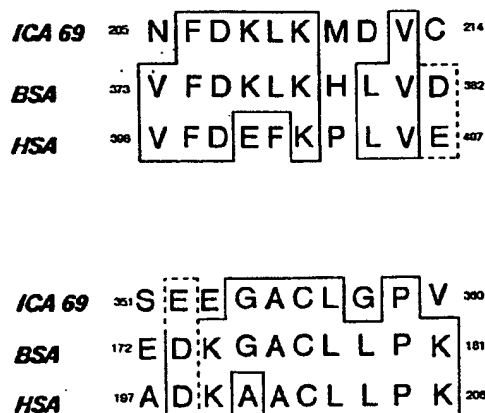 ICA 69 205 N F D K L K M D V C 214
BSA 373 V F D K L K H L V D 382
HSA 398 V F D E F K P L V E 407
ICA 69 351 S E E G A C L G P V 360
BSA 172 E D K G A C L L P K 181
HSA 197 A D K A A C L L P K 206